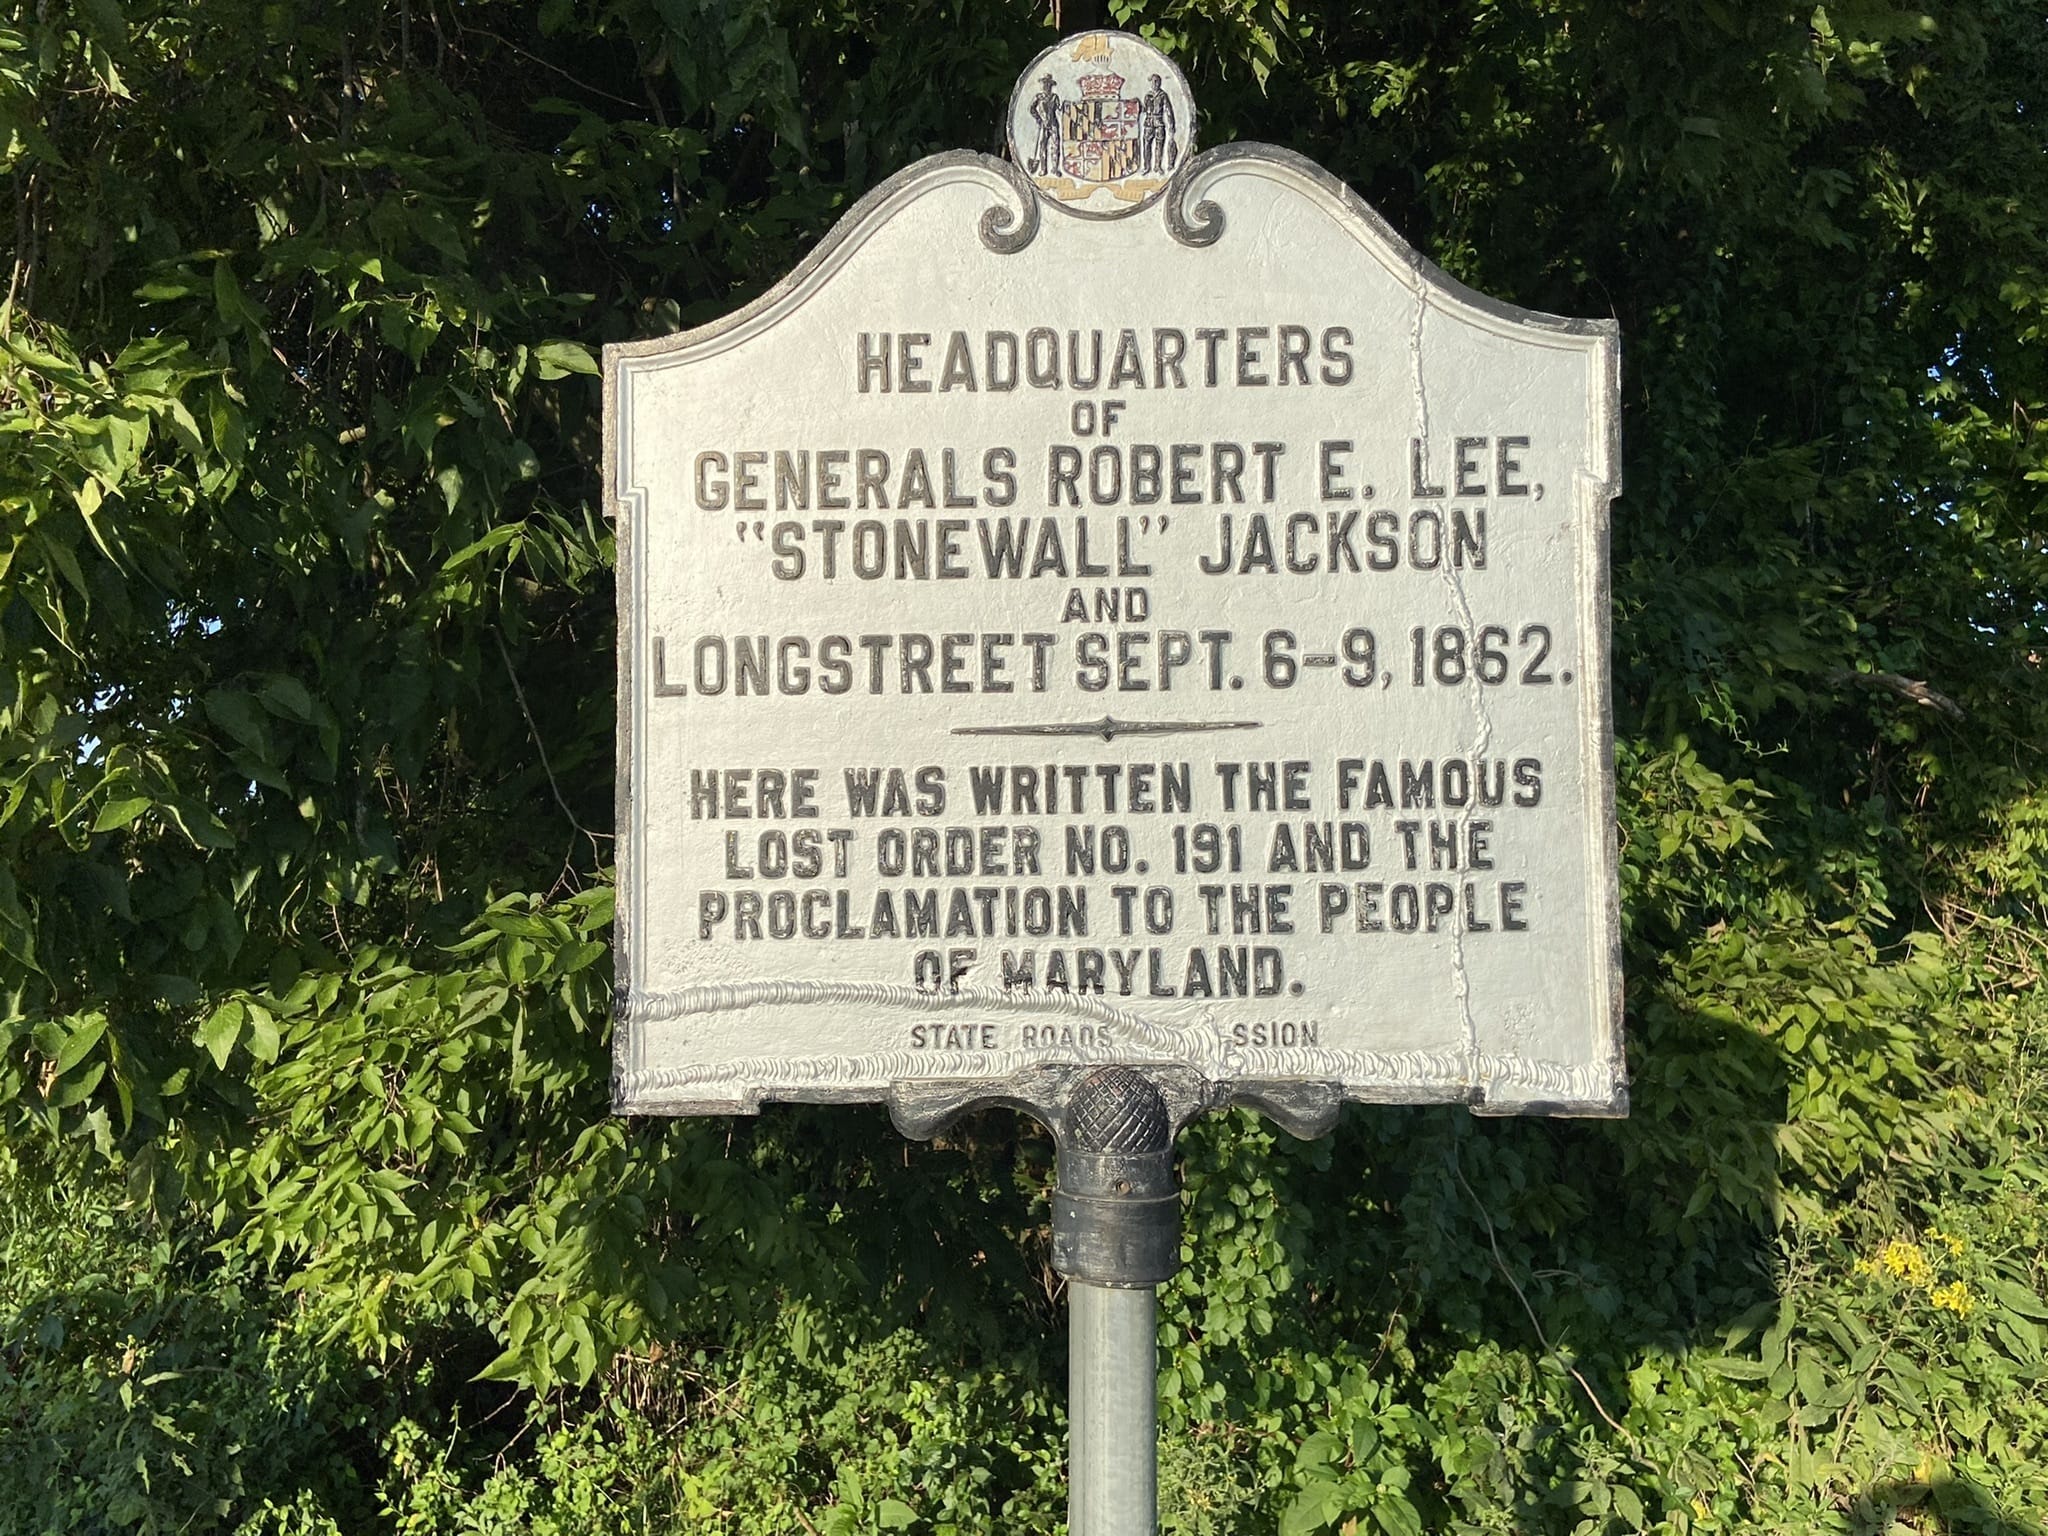 HEADQUARTERS
OF
GENERALS ROBERT E. LEE,
"STONEWALL" JACKSON
AND
LONGSTREET SEPT. 6–9, 1862.
HERE WAS WRITTEN THE FAMOUS
LOST ORDER NO. 191 AND THE
PROCLAMATION TO THE PEOPLE
OF MARYLAND.
STATE ROADS SSION